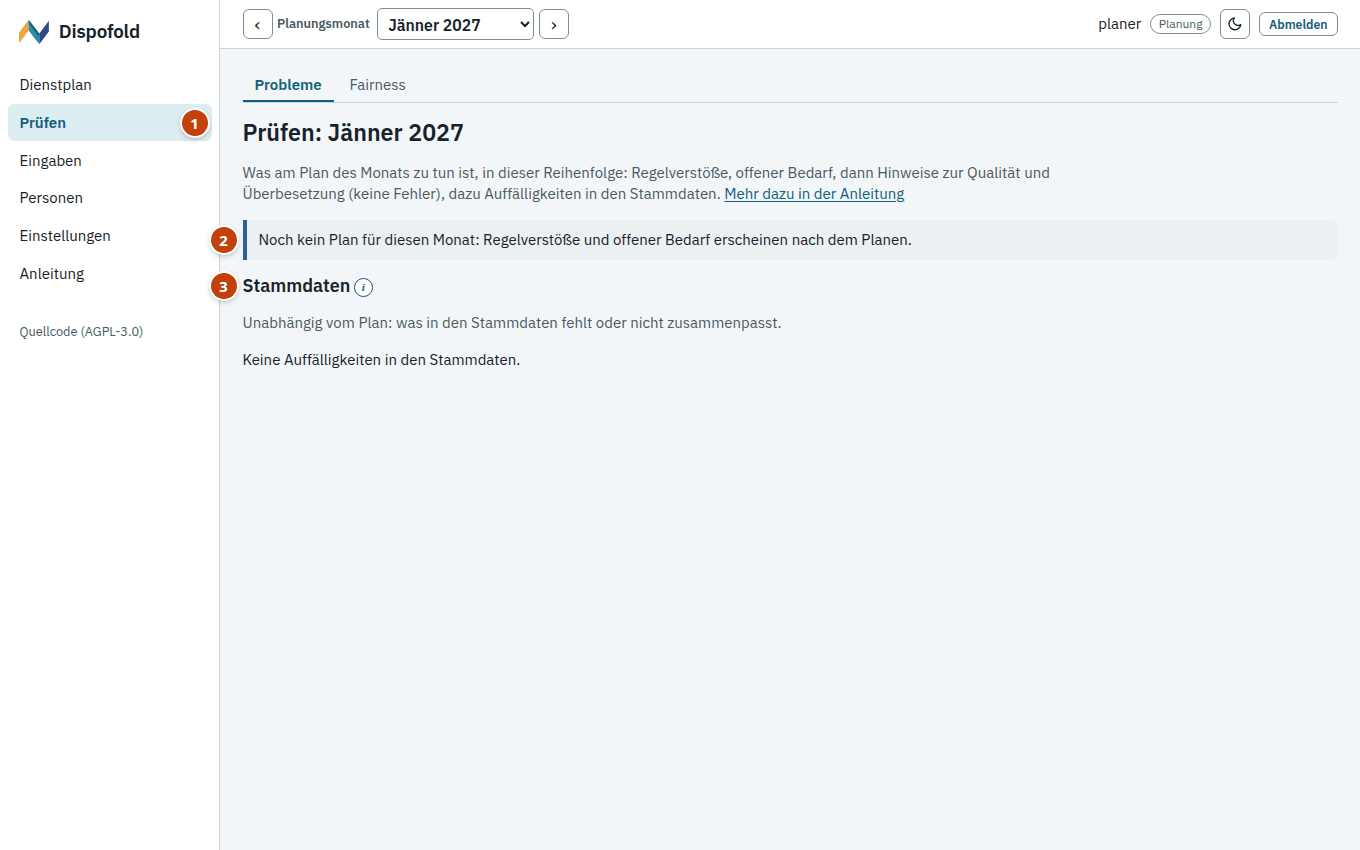 Dispofold
Dienstplan
Prüfen
1
Eingaben
Personen
Einstellungen
Anleitung
Quellcode (AGPL-3.0)
‹ Planungsmonat Jänner 2027 ›
planer Planung Abmelden
Probleme Fairness
Prüfen: Jänner 2027
Was am Plan des Monats zu tun ist, in dieser Reihenfolge: Regelverstöße, offener Bedarf, dann Hinweise zur Qualität und
Überbesetzung (keine Fehler), dazu Auffälligkeiten in den Stammdaten. Mehr dazu in der Anleitung
2 Noch kein Plan für diesen Monat: Regelverstöße und offener Bedarf erscheinen nach dem Planen.
3 Stammdaten i
Unabhängig vom Plan: was in den Stammdaten fehlt oder nicht zusammenpasst.
Keine Auffälligkeiten in den Stammdaten.